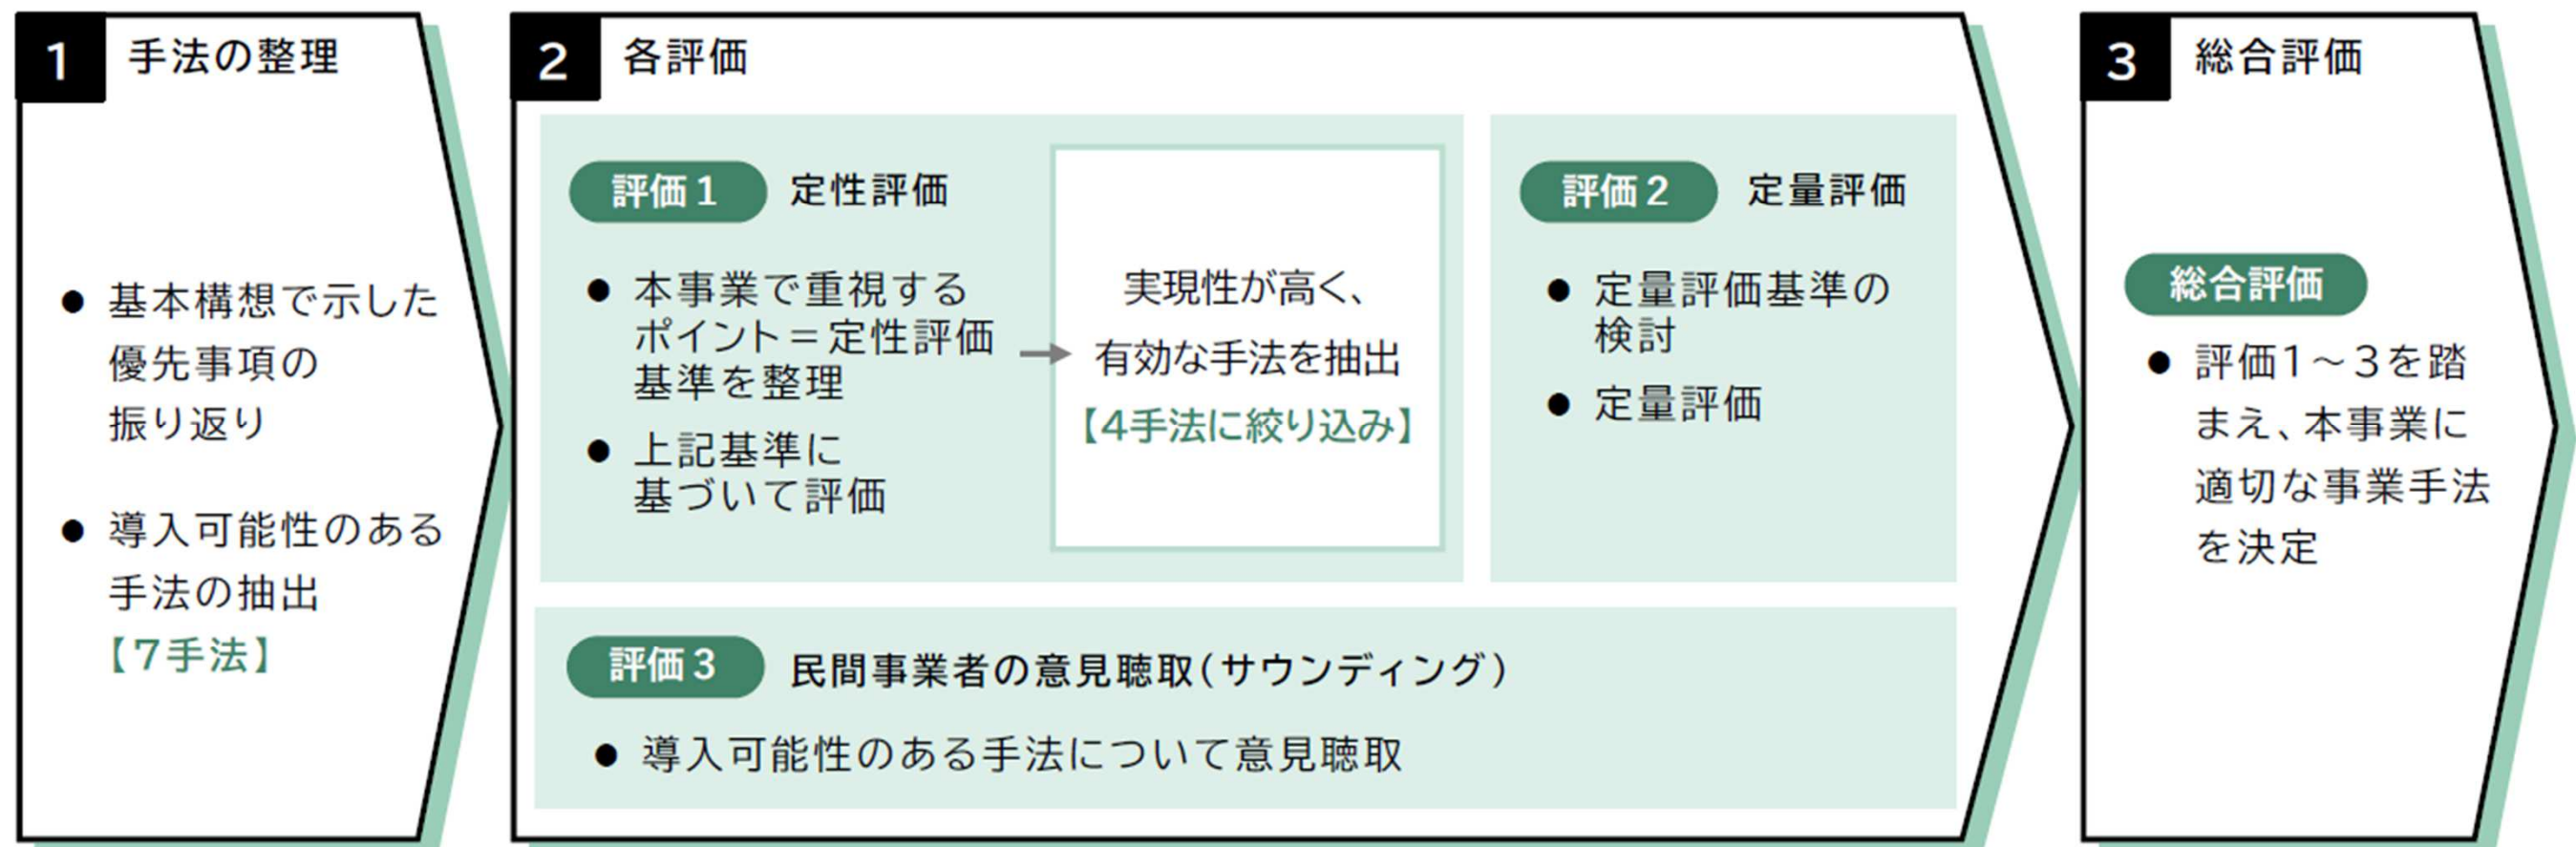 1 手法の整理
● 基本構想で示した
優先事項の
振り返り
● 導入可能性のある
手法の抽出
【7手法】
2 各評価
評価1 定性評価
● 本事業で重視する
ポイント＝定性評価
基準を整理
● 上記基準に
基づいて評価
実現性が高く、
有効な手法を抽出
【4手法に絞り込み】
評価2 定量評価
● 定量評価基準の
検討
● 定量評価
評価3 民間事業者の意見聴取(サウンディング)
● 導入可能性のある手法について意見聴取
3 総合評価
総合評価
● 評価1～3を踏
まえ、本事業に
適切な事業手法
を決定